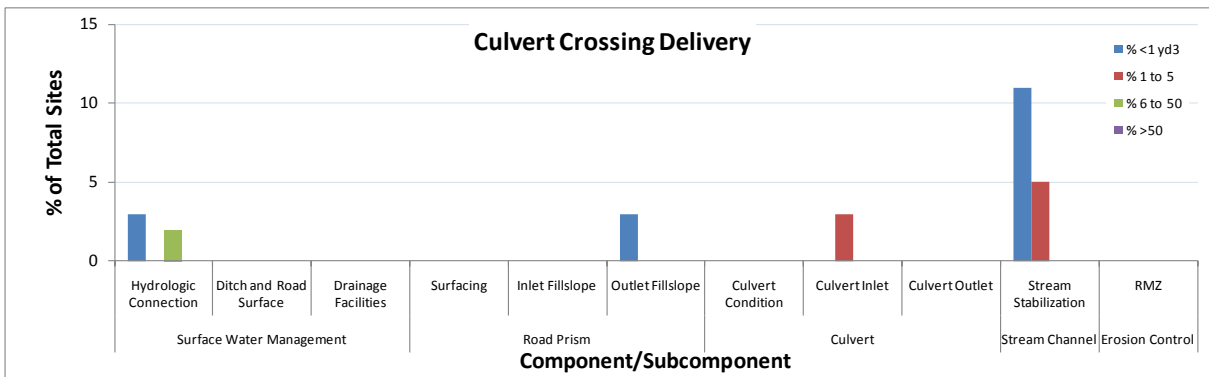 Culvert Crossing Delivery
% of Total Sites
15
10
5
0
% <1 yd3
% 1 to 5
% 6 to 50
% >50
Hydrologic Connection
Ditch and Road Surface
Drainage Facilities
Surfacing
Inlet Fillslope
Outlet Fillslope
Culvert Condition
Culvert Inlet
Culvert Outlet
Stream Stabilization
RMZ
Surface Water Management
Road Prism
Culvert
Stream Channel
Erosion Control
Component/Subcomponent